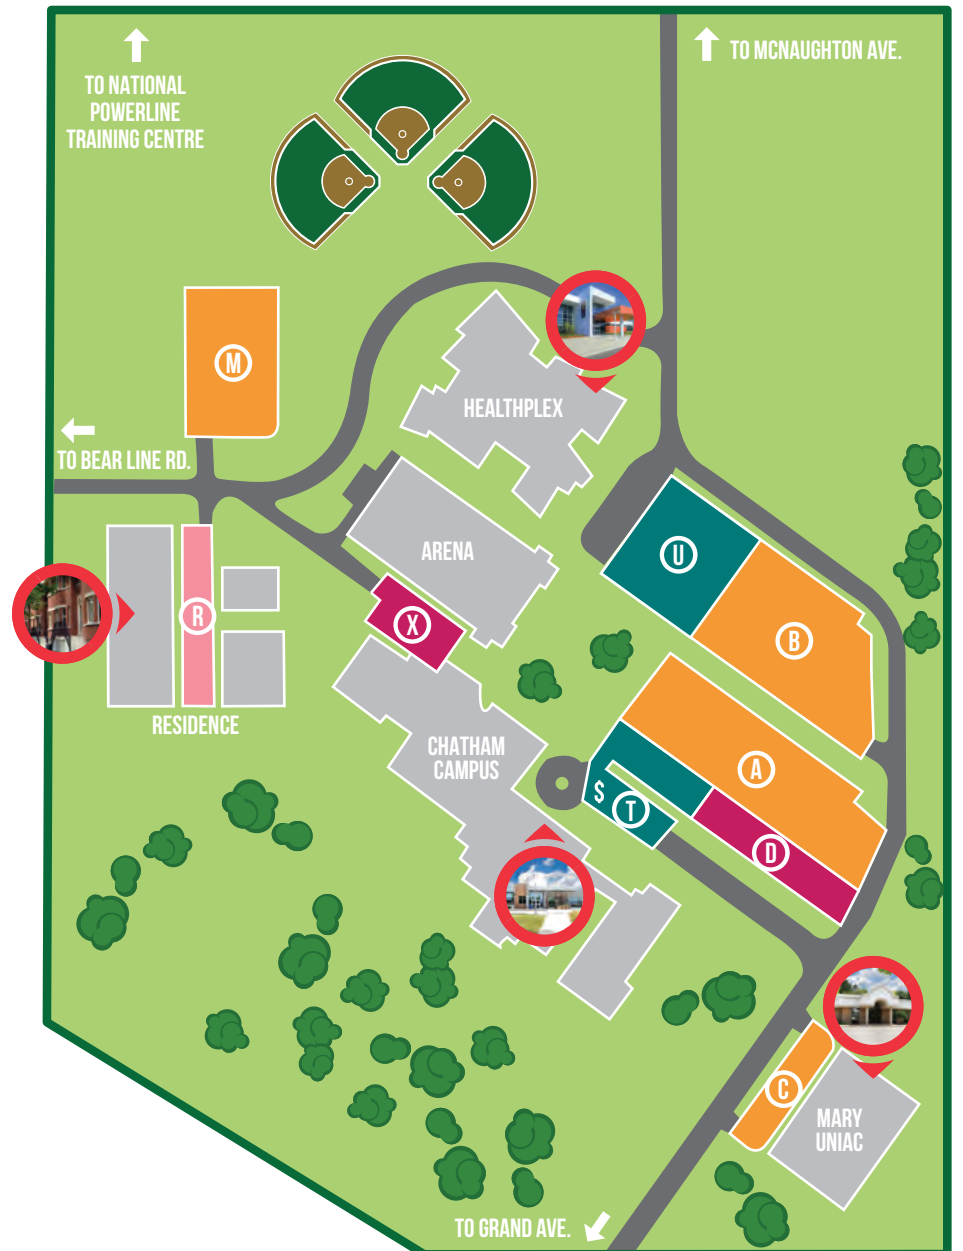 TO NATIONAL
POWERLINE
TRAINING CENTRE
TO MCNAUGHTON AVE.
M
HEALTHPLEX
TO BEAR LINE RD.
ARENA
U
R
X
B
RESIDENCE
CHATHAM
CAMPUS
A
$
T
D
C
MARY
UNIAC
TO GRAND AVE.